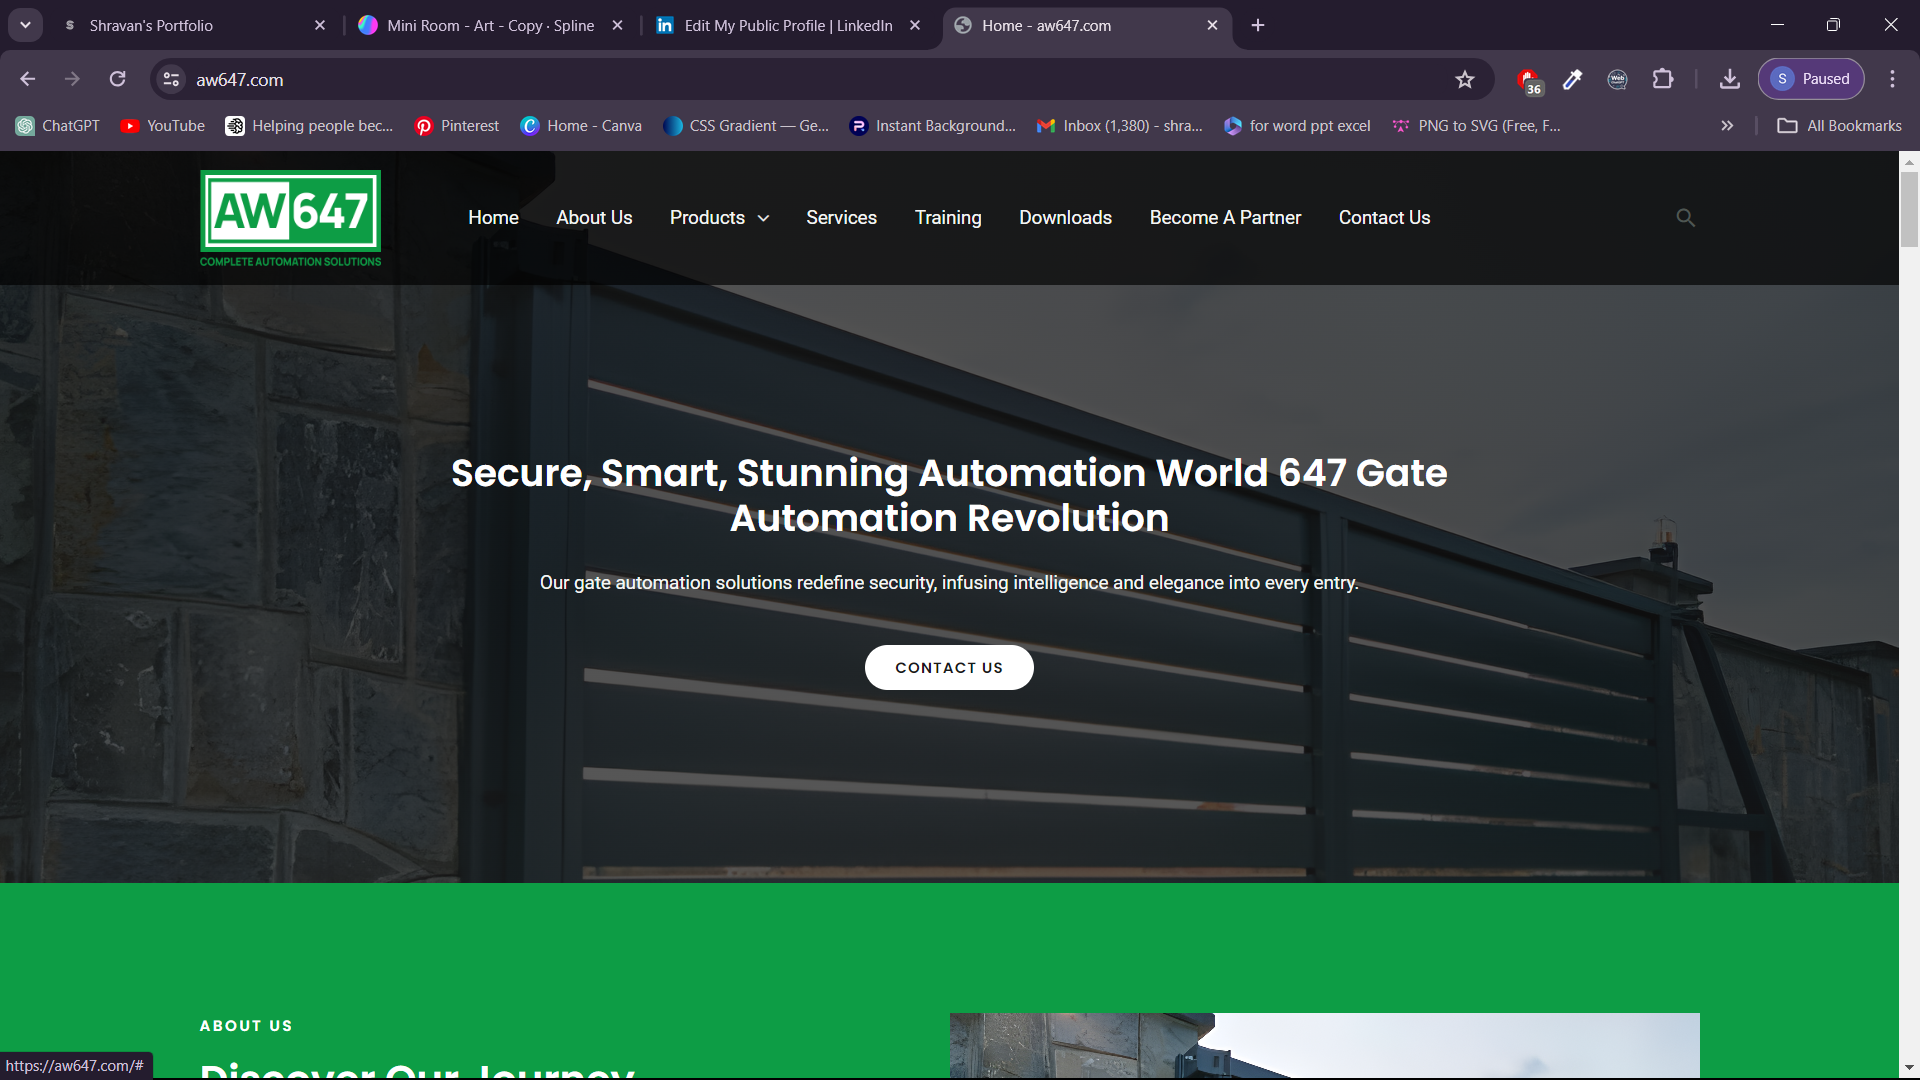 Shravan's Portfolio
Mini Room - Art - Copy · Spline
Edit My Public Profile | LinkedIn
Home - aw647.com
aw647.com
36
S Paused
ChatGPT
YouTube
Helping people bec...
Pinterest
Home - Canva
CSS Gradient — Ge...
Instant Background...
Inbox (1,380) - shra...
for word ppt excel
PNG to SVG (Free, F...
All Bookmarks
AW647
COMPLETE AUTOMATION SOLUTIONS
Home
About Us
Products
Services
Training
Downloads
Become A Partner
Contact Us
Secure, Smart, Stunning Automation World 647 Gate
Automation Revolution
Our gate automation solutions redefine security, infusing intelligence and elegance into every entry.
CONTACT US
ABOUT US
Discover Our Journey
https://aw647.com/#